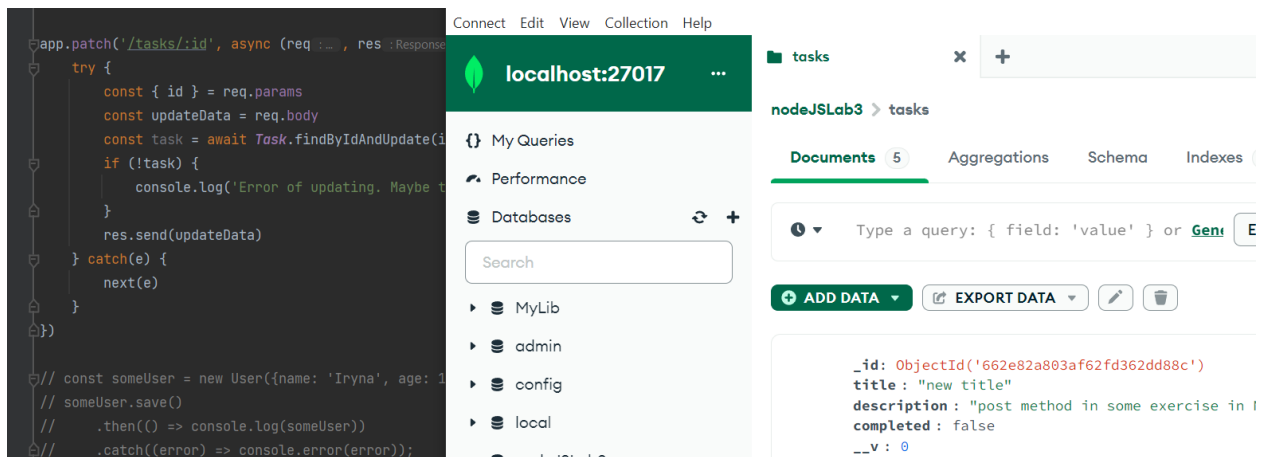 app.patch('/tasks/:id', async (req :… , res :Response
try {
const { id } = req.params
const updateData = req.body
const task = await Task.findByIdAndUpdate(i
if (!task) {
console.log('Error of updating. Maybe t
}
res.send(updateData)
} catch(e) {
next(e)
}
})
// const someUser = new User({name: 'Iryna', age: 1
// someUser.save()
// .then(() => console.log(someUser))
// .catch((error) => console.error(error));
Connect Edit View Collection Help
localhost:27017 ...
{} My Queries
Performance
Databases
Search
MyLib
admin
config
local
tasks
nodeJSLab3 > tasks
Documents 5 Aggregations Schema Indexes
Type a query: { field: 'value' } or Gene E
ADD DATA EXPORT DATA
_id: ObjectId('662e82a803af62fd362dd88c')
title : "new title"
description : "post method in some exercise in
completed : false
__v : 0